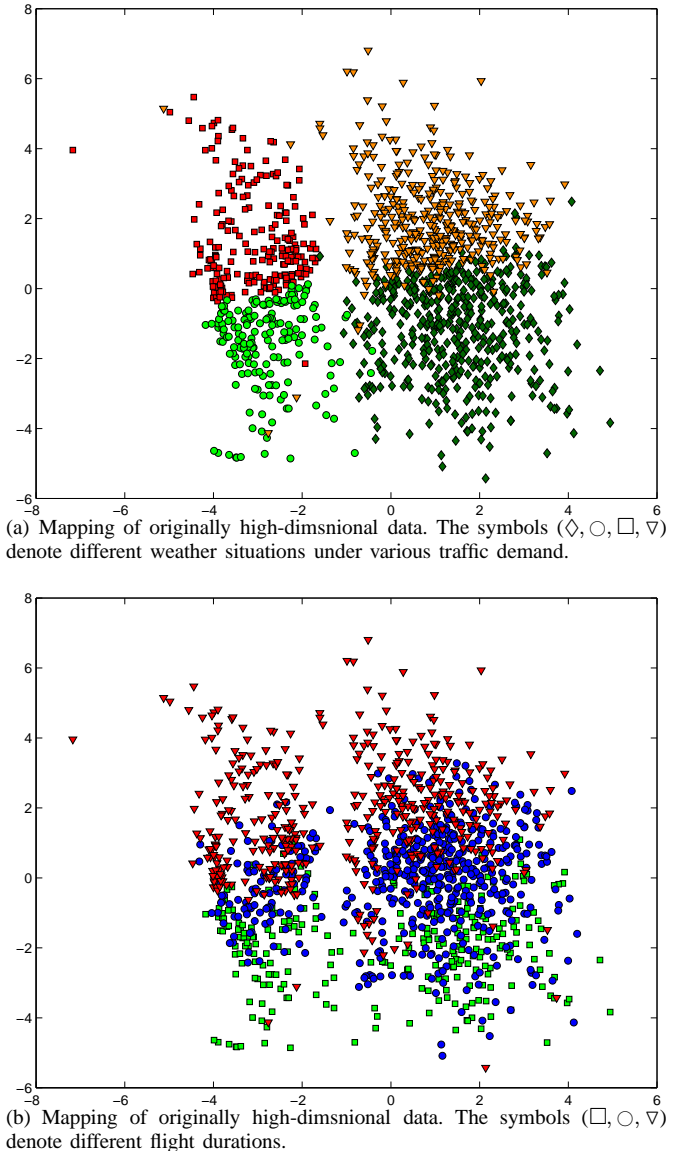 8
6
4
2
0
−2
−4
−6
−8 −6 −4 −2 0 2 4 6
(a) Mapping of originally high-dimsnional data. The symbols (◇, ○, □, ▽)
denote different weather situations under various traffic demand.
8
6
4
2
0
−2
−4
−6
−8 −6 −4 −2 0 2 4 6
(b) Mapping of originally high-dimsnional data. The symbols (□, ○, ▽)
denote different flight durations.